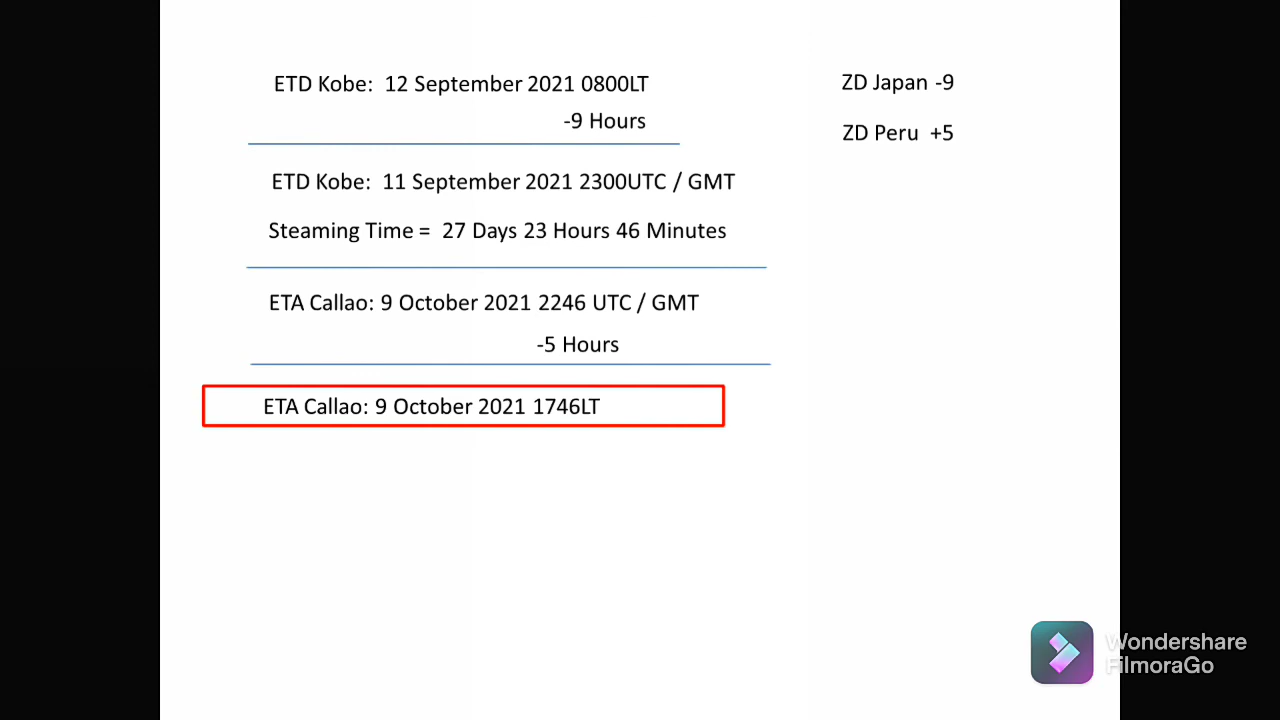 ETD Kobe: 12 September 2021 0800LT
-9 Hours
ZD Japan -9
ZD Peru +5
ETD Kobe: 11 September 2021 2300UTC / GMT
Steaming Time = 27 Days 23 Hours 46 Minutes
ETA Callao: 9 October 2021 2246 UTC / GMT
-5 Hours
ETA Callao: 9 October 2021 1746LT
Wondershare
FilmoraGo